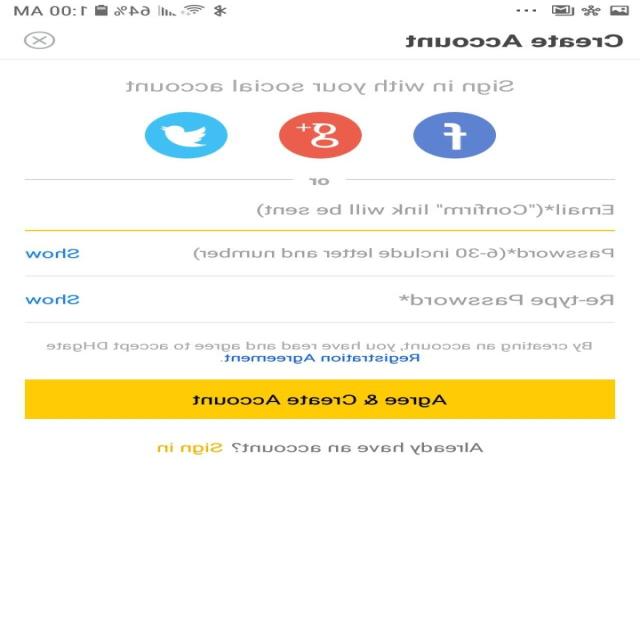 64% 1:00 AM
Create Account
Sign in with your social account
f g+
or
Email*("Confirm" link will be sent)
Password*(6-30 include letter and number) Show
Re-type Password* Show
By creating an account, you have read and agree to accept DHgate
Registration Agreement.
Agree & Create Account
Already have an account? Sign in